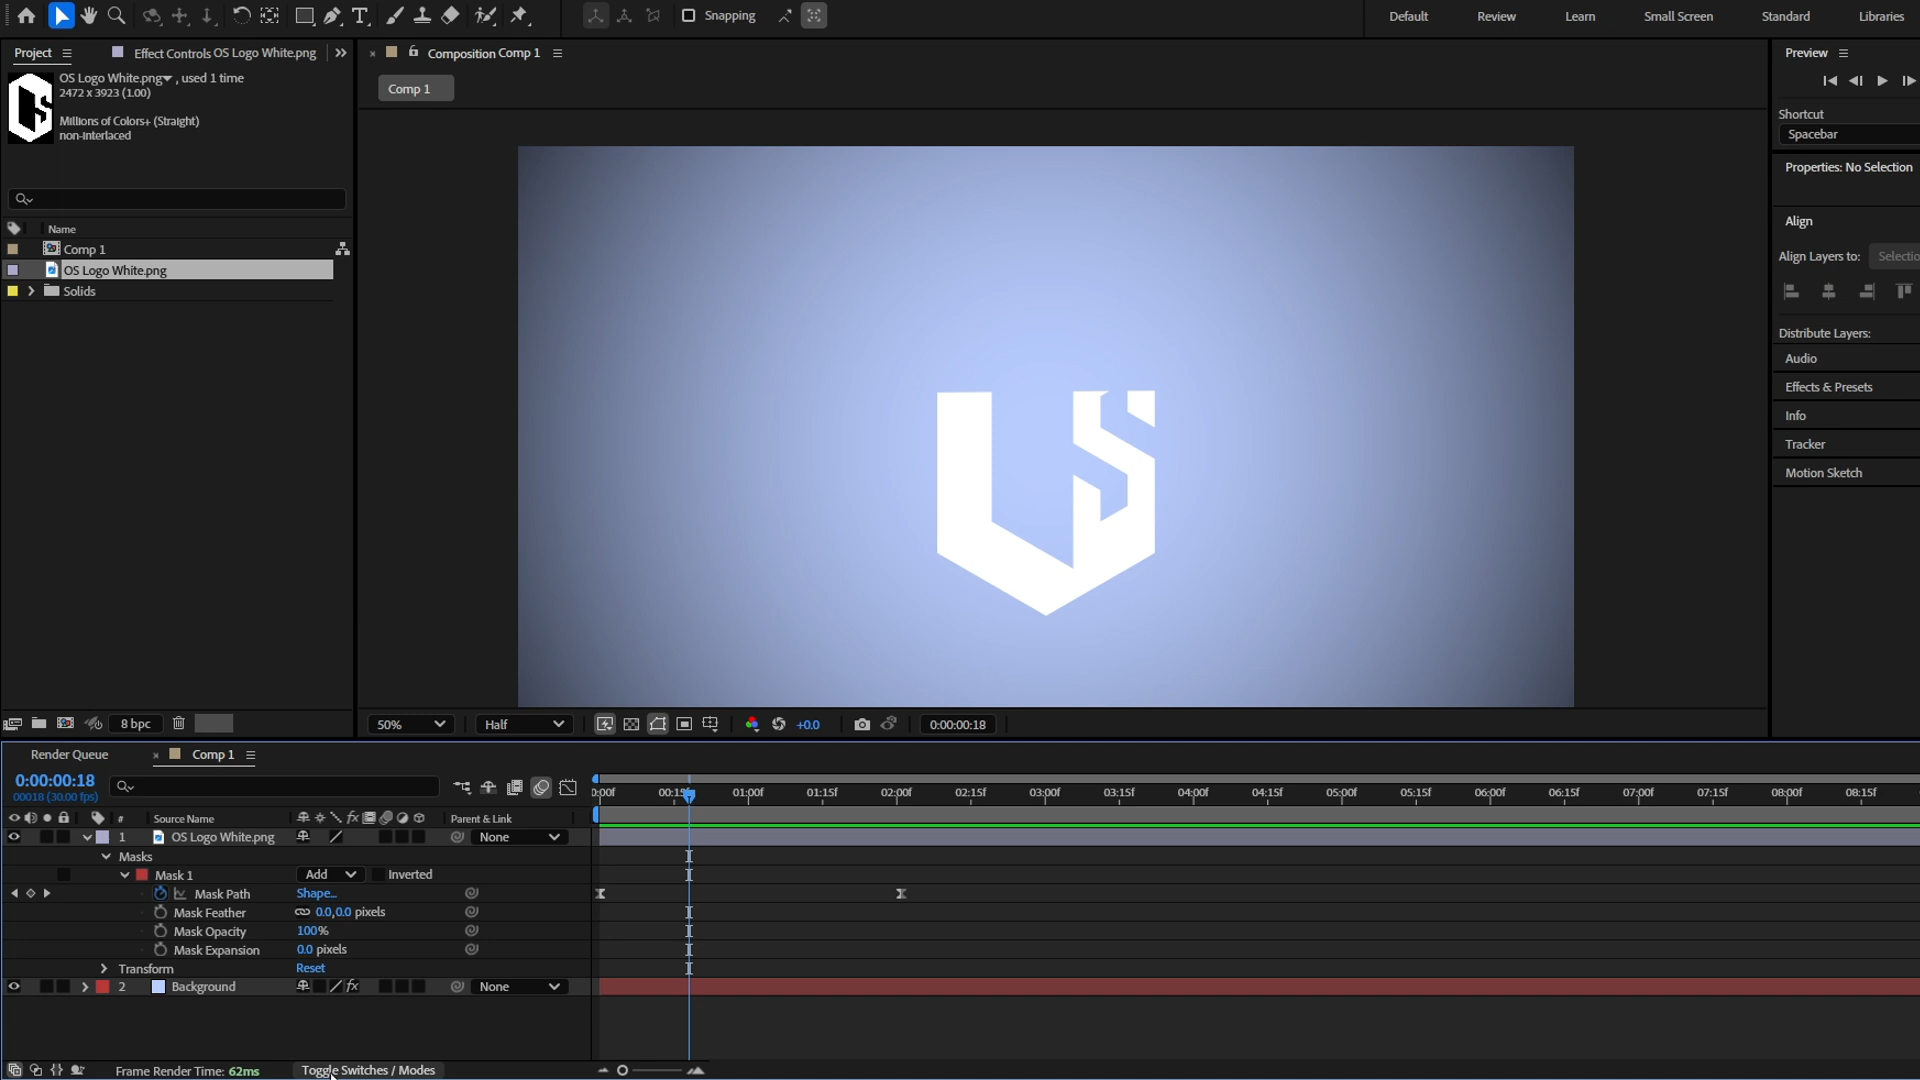 Snapping
Default
Review
Learn
Small Screen
Standard
Libraries
Project
Effect Controls OS Logo White.png
Composition Comp 1
Preview
OS Logo White.png , used 1 time
2472 x 3923 (1.00)
Millions of Colors+ (Straight)
non-interlaced
Comp 1
Shortcut
Spacebar
Properties: No Selection
Name
Comp 1
OS Logo White.png
Solids
Align
Align Layers to:
Selectio
Distribute Layers:
Audio
Effects & Presets
Info
Tracker
Motion Sketch
8 bpc
50%
Half
+0.0
0:00:00:18
Render Queue
Comp 1
0:00:00:18
00018 (30.00 fps)
0:00f 00:15f 01:00f 01:15f 02:00f 02:15f 03:00f 03:15f 04:00f 04:15f 05:00f 05:15f 06:00f 06:15f 07:00f 07:15f 08:00f 08:15f
# Source Name Parent & Link
1 OS Logo White.png None
Masks
Mask 1 Add Inverted
Mask Path Shape...
Mask Feather 0.0,0.0 pixels
Mask Opacity 100%
Mask Expansion 0.0 pixels
Transform Reset
2 Background fx None
Frame Render Time: 62ms
Toggle Switches / Modes